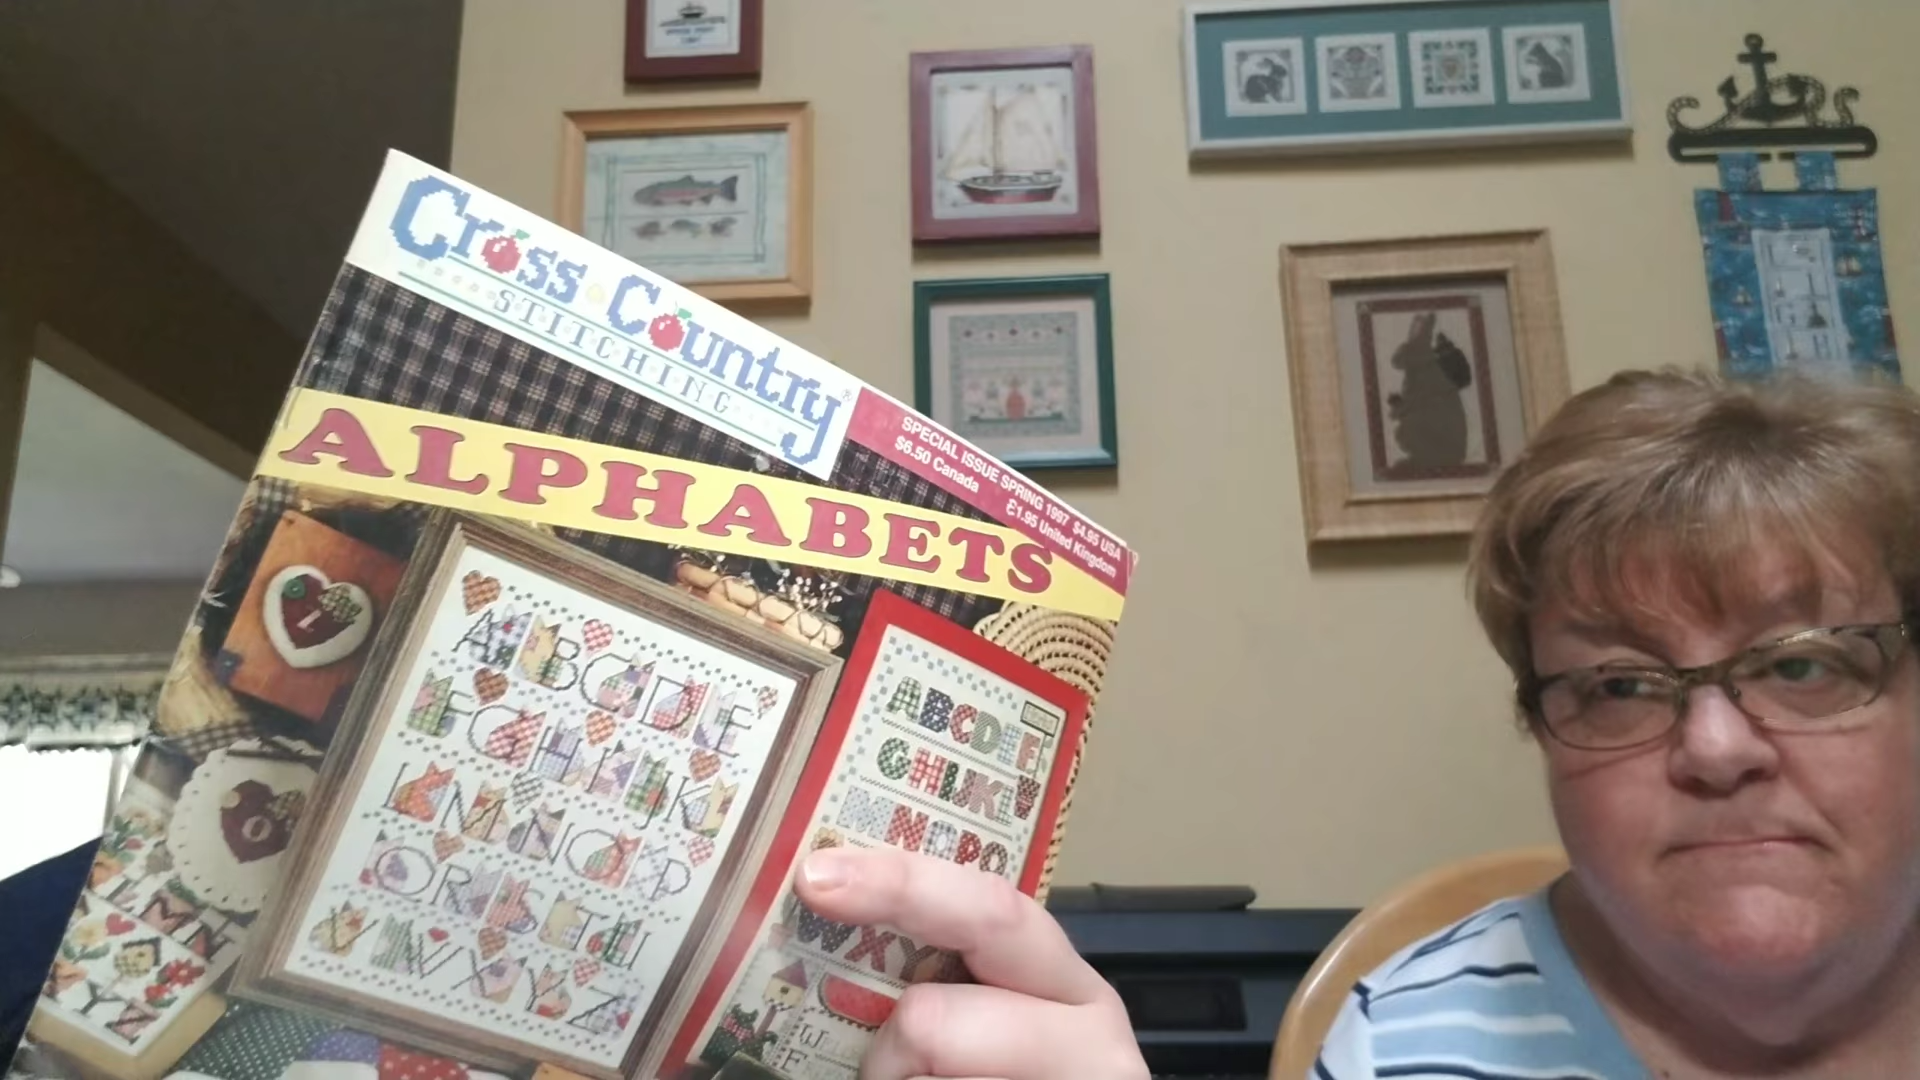 Cross Country
STITCHING
SPECIAL ISSUE SPRING 1997 $4.95 USA
$6.50 Canada £1.95 United Kingdom
ALPHABETS
L
O
A B C D E
F G H I J K
L M N O P
Q R S T U
V W X Y Z
A B C D E F
G H I J K L
M N O P Q
W X Y
L M N
Y Z